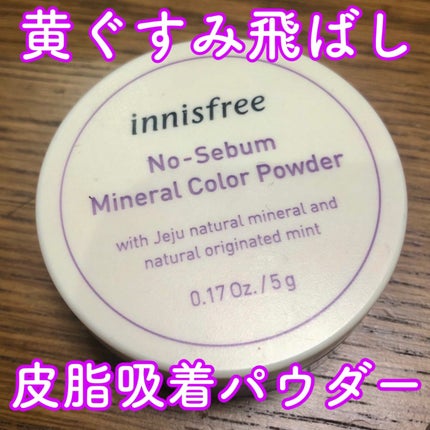 黄ぐすみ飛ばし
innisfree
No-Sebum
Mineral Color Powder
with Jeju natural mineral and
natural originated mint
0.17 Oz. / 5 g
皮脂吸着パウダー